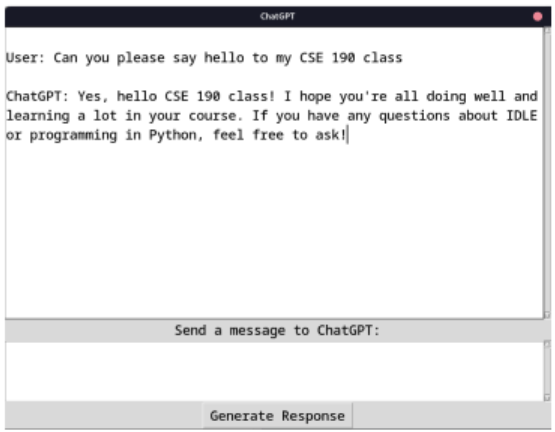 ChatGPT
User: Can you please say hello to my CSE 190 class
ChatGPT: Yes, hello CSE 190 class! I hope you're all doing well and
learning a lot in your course. If you have any questions about IDLE
or programming in Python, feel free to ask!
Send a message to ChatGPT:
Generate Response